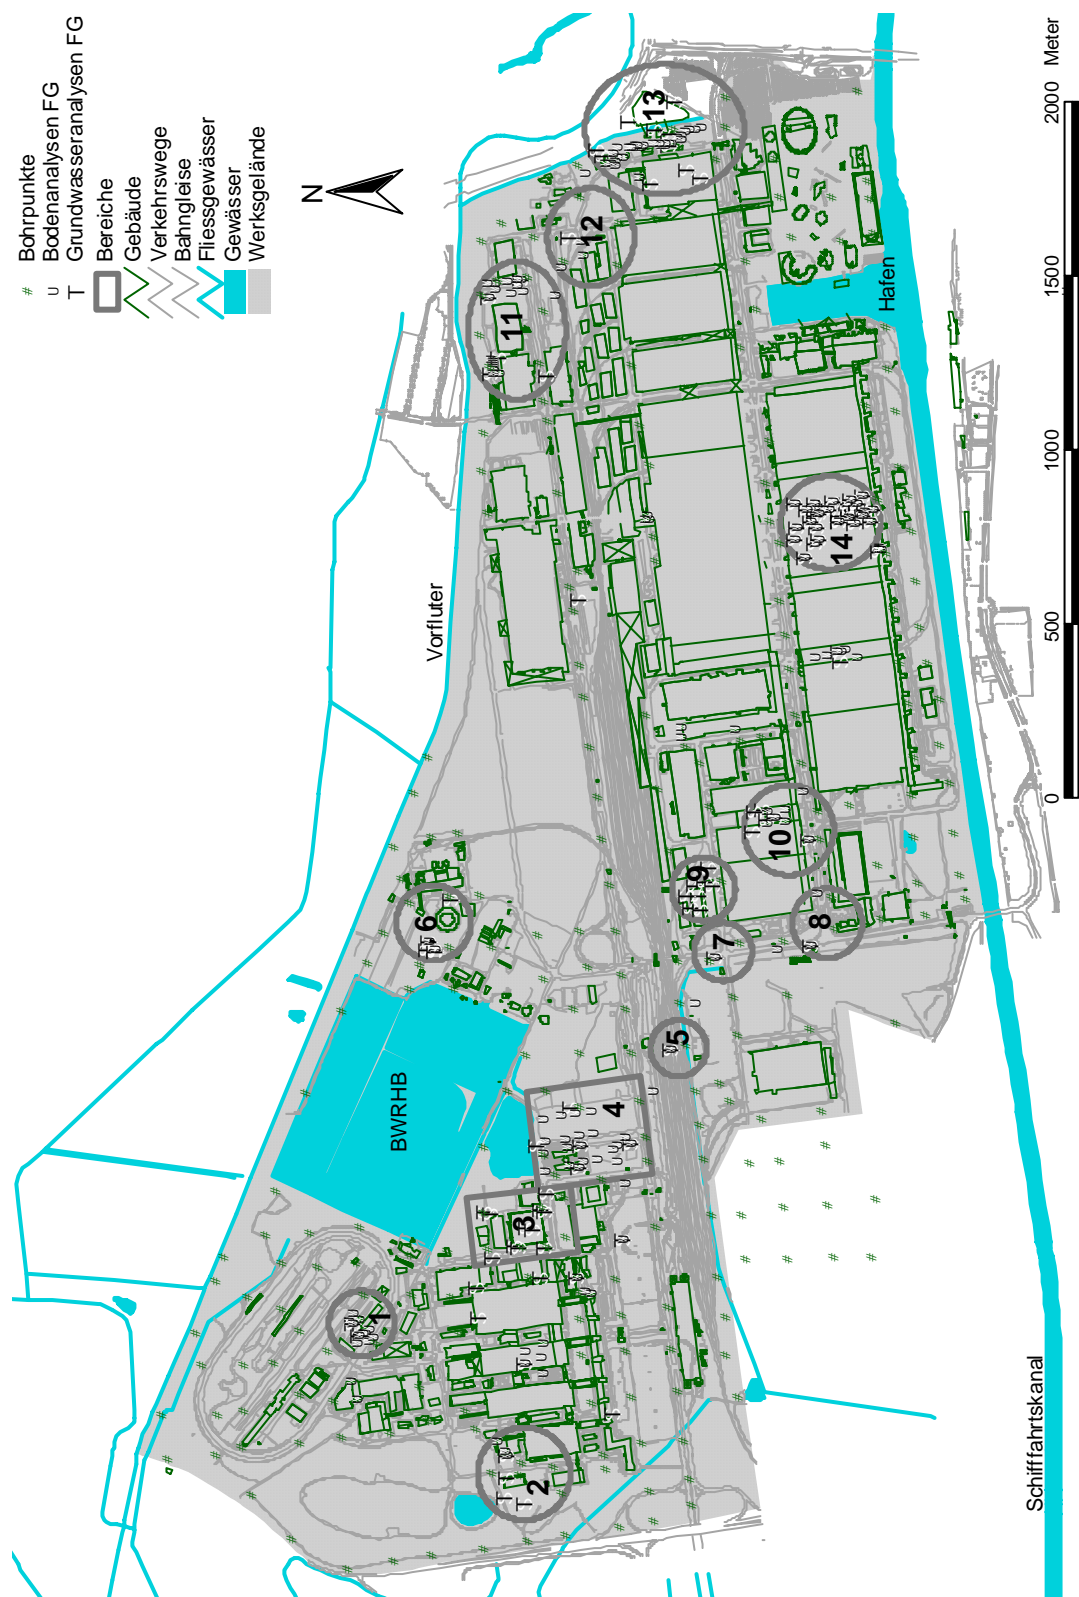 Bohrpunkte
Bodenanalysen FG
Grundwasseranalysen FG
Bereiche
Gebäude
Verkehrswege
Bahngleise
Fliessgewässer
Gewässer
Werksgelände
N
Vorfluter
BWRHB
Hafen
Schifffahrtskanal
1
2
3
4
5
6
7
8
9
10
11
12
13
14
0 500 1000 1500 2000 Meter